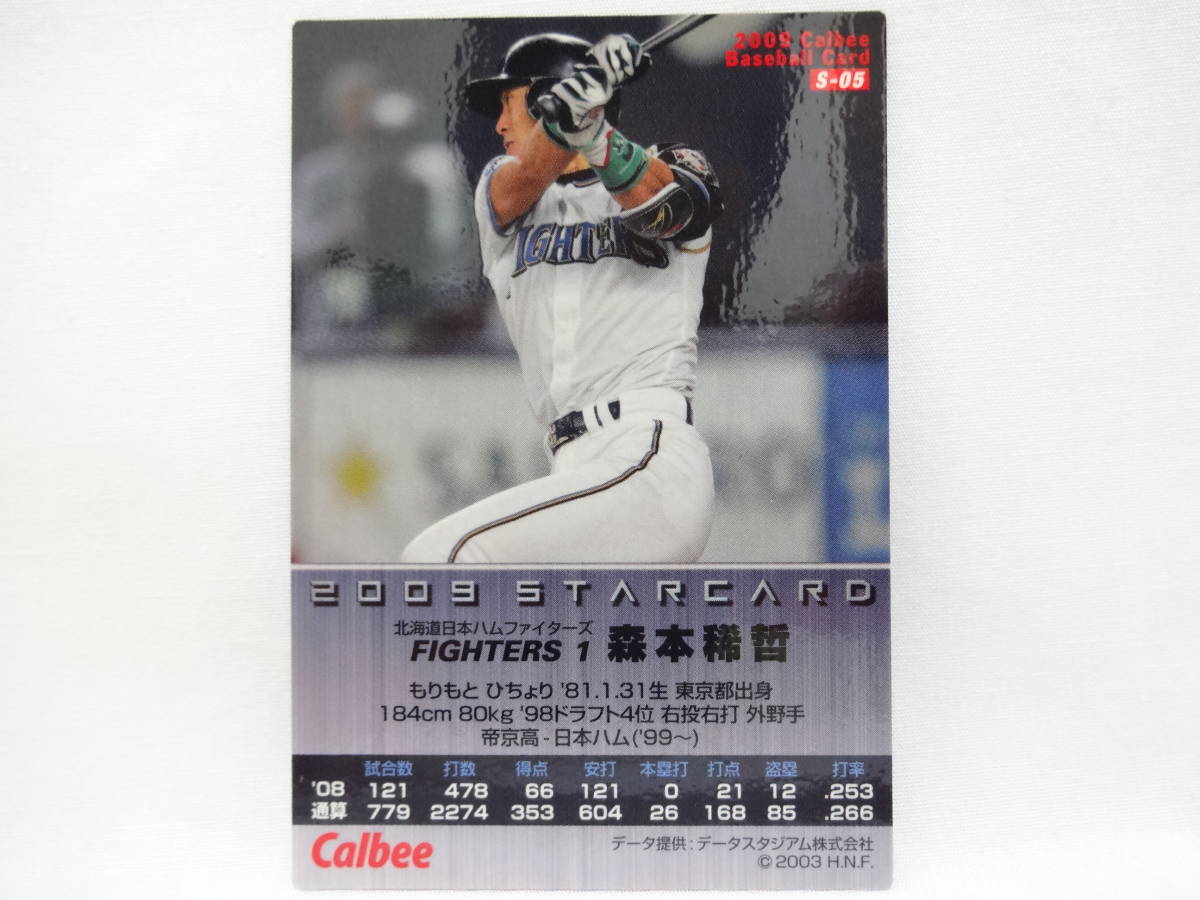 2009 Calbee
Baseball Card
S-05
FIGHTERS
2009 STARCARD
北海道日本ハムファイターズ
FIGHTERS 1 森本稀哲
もりもと ひちょり '81.1.31生 東京都出身
184cm 80kg '98ドラフト4位 右投右打 外野手
帝京高-日本ハム('99～)
試合数 打数 得点 安打 本塁打 打点 盗塁 打率
'08 121 478 66 121 0 21 12 .253
通算 779 2274 353 604 26 168 85 .266
Calbee
データ提供:データスタジアム株式会社
©2003 H.N.F.